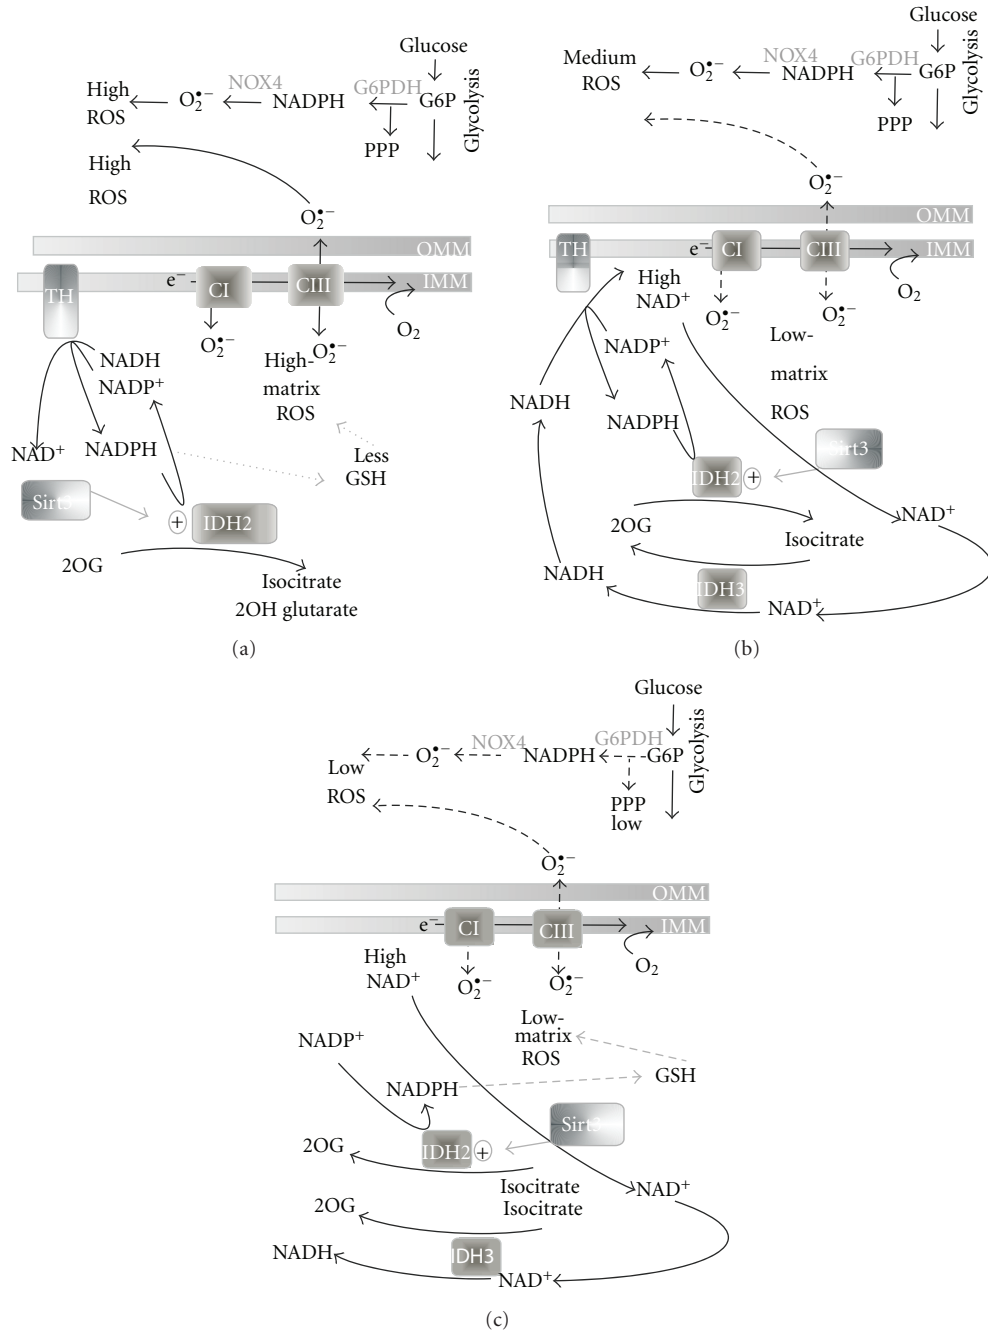 Glucose
NOX4
G6PDH
High
ROS
O₂•−
NADPH
G6P
Glycolysis
PPP
High
ROS
O₂•−
OMM
TH
e−
CI
CIII
IMM
O₂
O₂•−
High-
O₂•−
matrix
ROS
NADH
NADP+
NAD+
NADPH
Less
GSH
Sirt3
+
IDH2
2OG
Isocitrate
2OH glutarate
(a)
Glucose
Medium
ROS
O₂•−
NOX4
NADPH
G6PDH
G6P
Glycolysis
PPP
O₂•−
OMM
TH
e−
CI
CIII
IMM
High
NAD+
O₂
O₂•−
O₂•−
NADP+
Low-
matrix
ROS
NADH
NADPH
Sirt3
IDH2
+
2OG
NAD+
Isocitrate
NADH
IDH3
NAD+
(b)
Glucose
NOX4
G6PDH
Low
ROS
O₂•−
NADPH
G6P
Glycolysis
PPP
low
O₂•−
OMM
e−
CI
CIII
IMM
High
NAD+
O₂
O₂•−
O₂•−
Low-
matrix
ROS
NADP+
NADPH
GSH
Sirt3
2OG
IDH2
+
Isocitrate
NAD+
Isocitrate
2OG
NADH
IDH3
NAD+
(c)